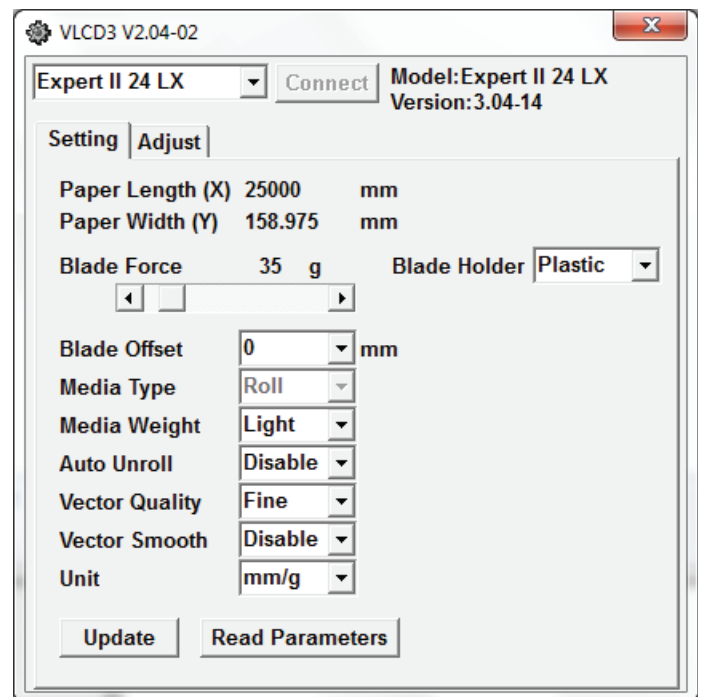 VLCD3 V2.04-02
Expert II 24 LX Connect Model:Expert II 24 LX
Version:3.04-14
Setting Adjust
Paper Length (X) 25000 mm
Paper Width (Y) 158.975 mm
Blade Force 35 g Blade Holder Plastic
Blade Offset 0 mm
Media Type Roll
Media Weight Light
Auto Unroll Disable
Vector Quality Fine
Vector Smooth Disable
Unit mm/g
Update Read Parameters